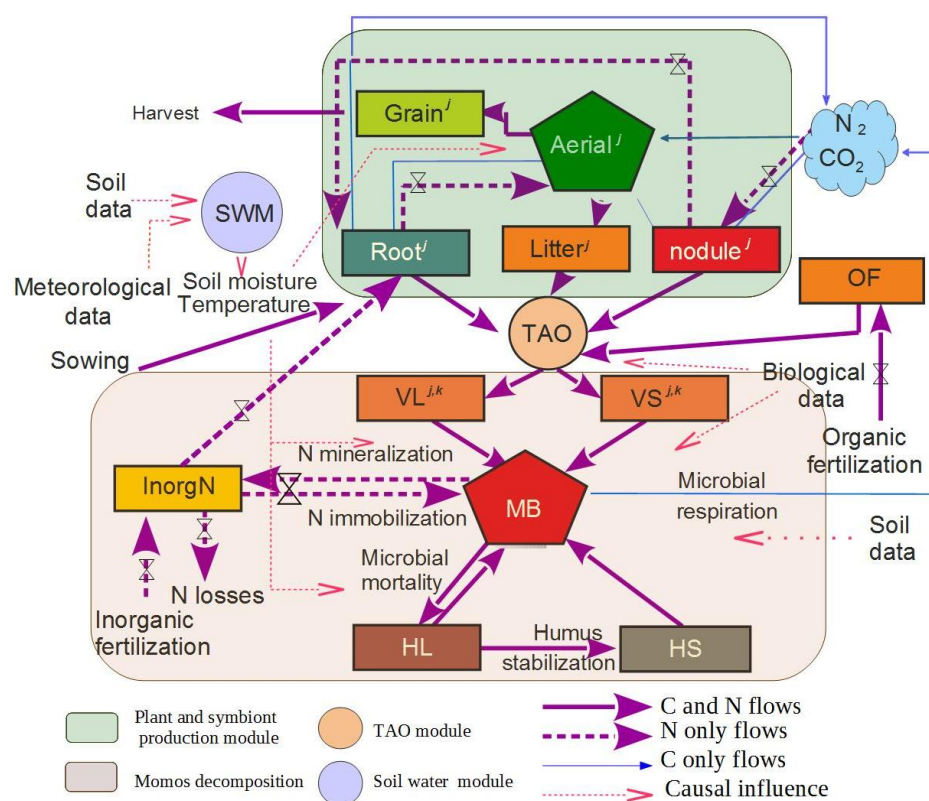 N₂
CO₂
Harvest
Grain^j
Aerial^j
Soil
data
SWM
Root^j
Litter^j
nodule^j
OF
Meteorological
data
Soil moisture
Temperature
TAO
Sowing
Biological
data
VL^j,k
VS^j,k
Organic
fertilization
N mineralization
InorgN
MB
Microbial
respiration
N immobilization
Soil
data
Microbial
mortality
N losses
Inorganic
fertilization
HL
Humus
stabilization
HS
Plant and symbiont
production module
TAO module
Momos decomposition
Soil water module
C and N flows
N only flows
C only flows
Causal influence